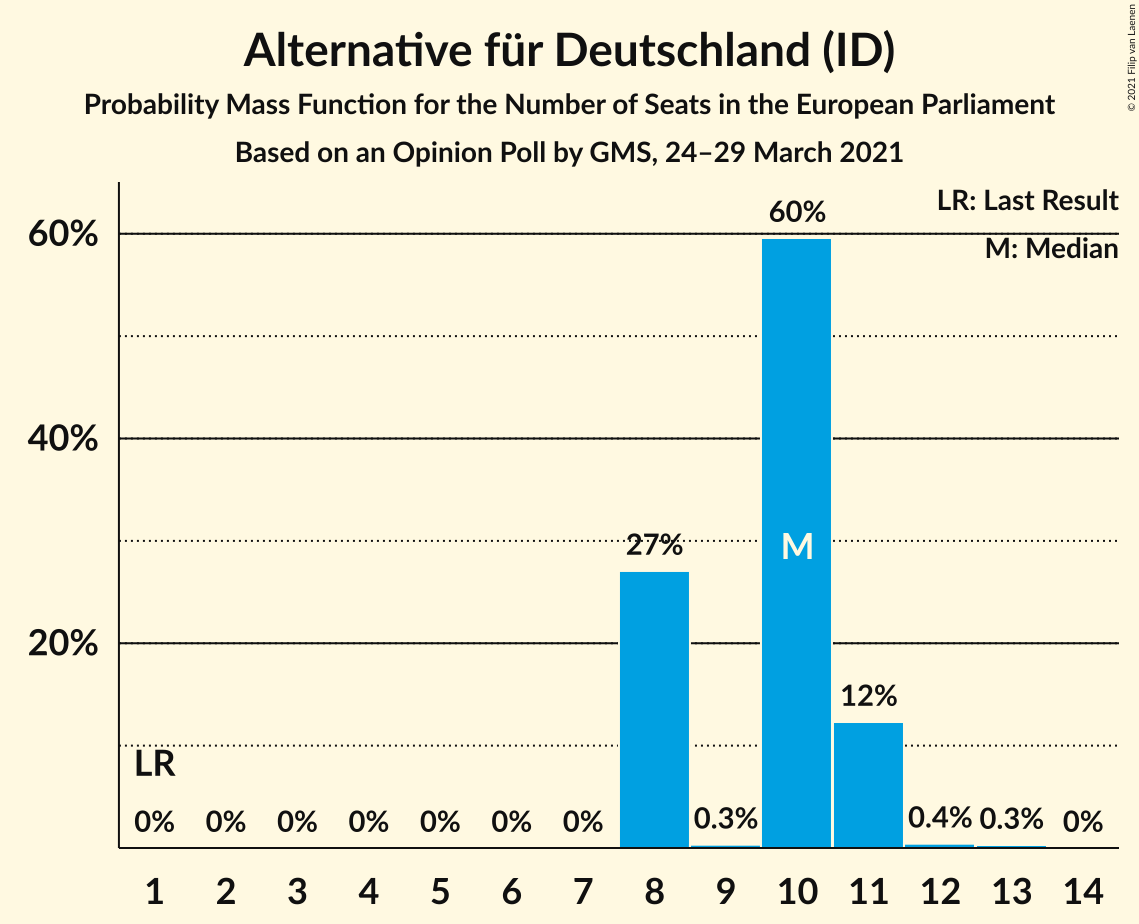 Alternative für Deutschland (ID)
Probability Mass Function for the Number of Seats in the European Parliament
Based on an Opinion Poll by GMS, 24–29 March 2021
© 2021 Filip van Laenen
LR: Last Result
M: Median
60%
40%
20%
LR
0% 0% 0% 0% 0% 0% 0% 27% 0.3% 60% 12% 0.4% 0.3% 0%
M
1 2 3 4 5 6 7 8 9 10 11 12 13 14